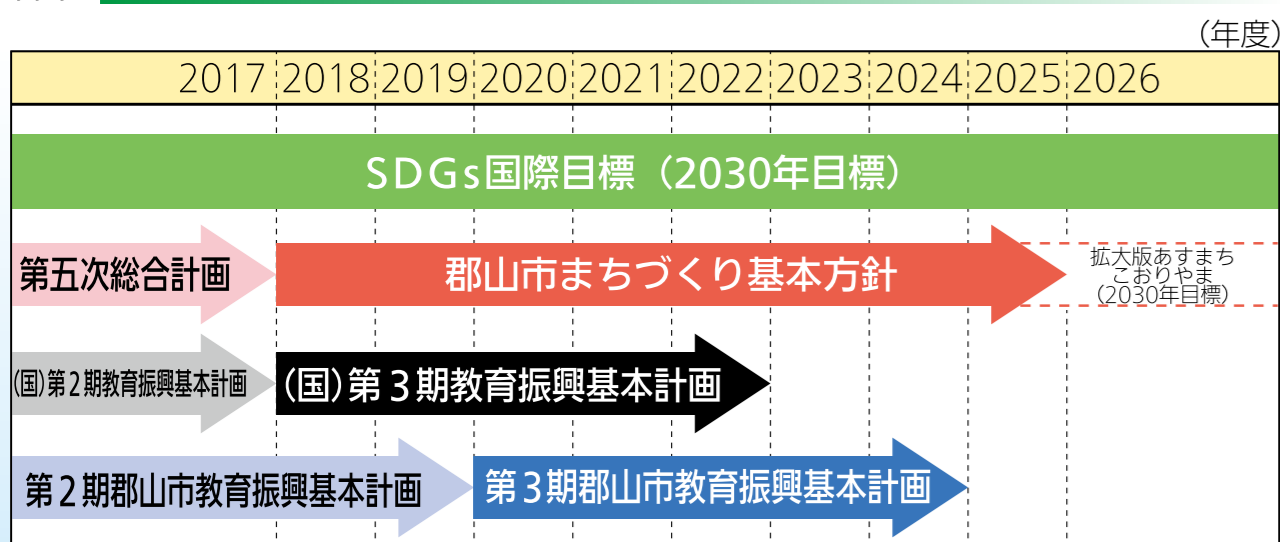 （年度）
2017 2018 2019 2020 2021 2022 2023 2024 2025 2026
ＳＤＧｓ国際目標（2030年目標）
第五次総合計画
郡山市まちづくり基本方針
拡大版あすまち
こおりやま
（2030年目標）
（国）第２期教育振興基本計画
（国）第３期教育振興基本計画
第２期郡山市教育振興基本計画
第３期郡山市教育振興基本計画